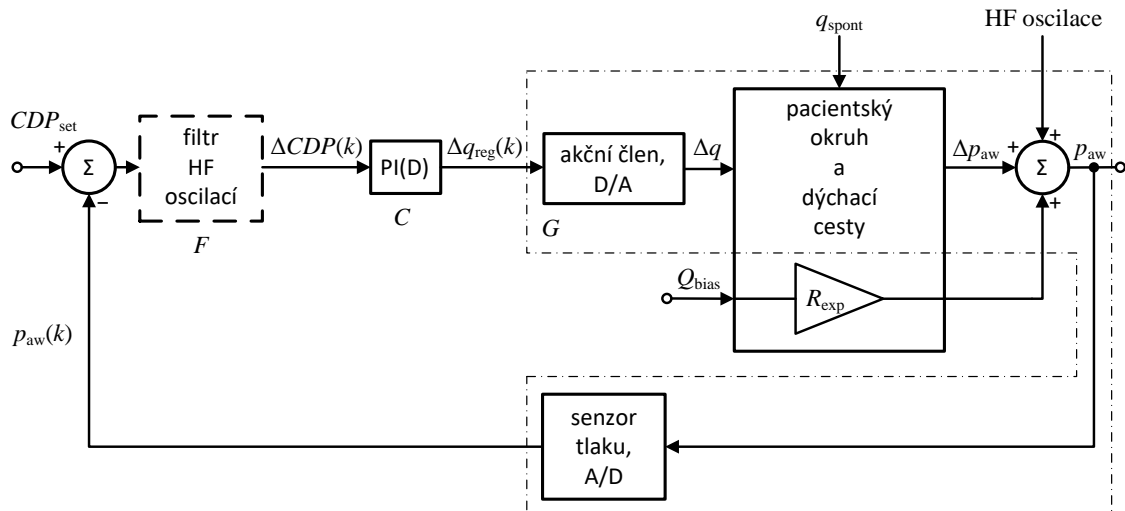 q_spont
HF oscilace
CDP_set
+
Σ
−
filtr
HF
oscilací
F
ΔCDP(k)
PI(D)
C
Δq_reg(k)
akční člen,
D/A
G
Δq
pacientský
okruh
a
dýchací
cesty
Δp_aw
+
+
Σ
+
p_aw
Q_bias
R_exp
p_aw(k)
senzor
tlaku,
A/D